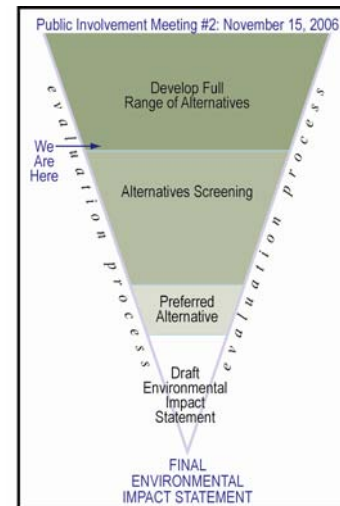 Public Involvement Meeting #2: November 15, 2006
Develop Full
Range of Alternatives
evaluation process
evaluation process
We
Are
Here
Alternatives Screening
Preferred
Alternative
Draft
Environmental
Impact
Statement
FINAL
ENVIRONMENTAL
IMPACT STATEMENT